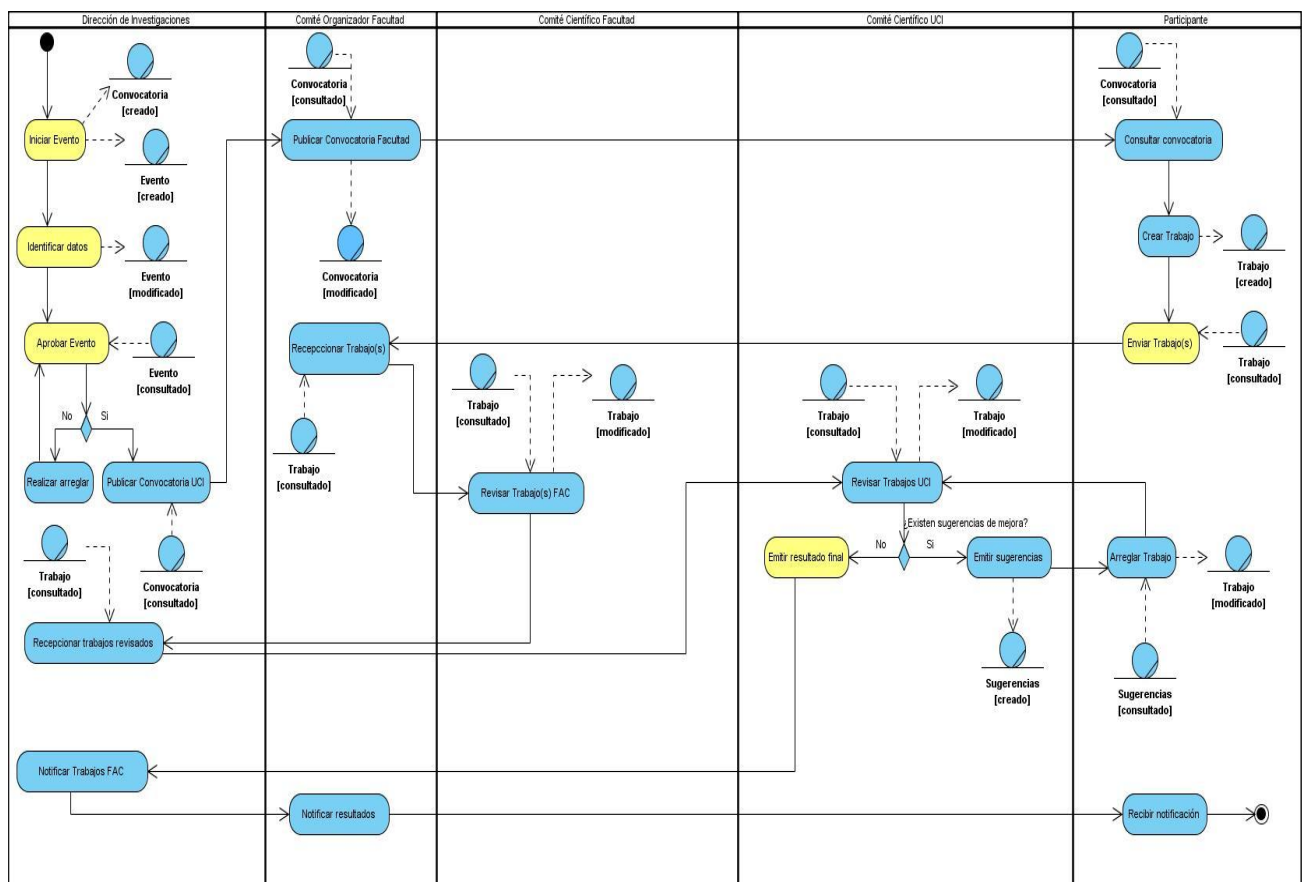 Dirección de Investigaciones
Comité Organizador Facultad
Comité Científico Facultad
Comité Científico UCI
Participante
Convocatoria
[creado]
Iniciar Evento
Evento
[creado]
Identificar datos
Evento
[modificado]
Aprobar Evento
Evento
[consultado]
No
Si
Realizar arreglar
Publicar Convocatoria UCI
Trabajo
[consultado]
Convocatoria
[consultado]
Recepcionar trabajos revisados
Notificar Trabajos FAC
Convocatoria
[consultado]
Publicar Convocatoria Facultad
Convocatoria
[modificado]
Recepccionar Trabajo(s)
Trabajo
[consultado]
Notificar resultados
Trabajo
[consultado]
Trabajo
[modificado]
Revisar Trabajo(s) FAC
Trabajo
[consultado]
Trabajo
[modificado]
Revisar Trabajos UCI
¿Existen sugerencias de mejora?
No
Si
Emitir resultado final
Emitir sugerencias
Sugerencias
[creado]
Convocatoria
[consultado]
Consultar convocatoria
Crear Trabajo
Trabajo
[creado]
Enviar Trabajo(s)
Trabajo
[consultado]
Arreglar Trabajo
Trabajo
[modificado]
Sugerencias
[consultado]
Recibir notificación